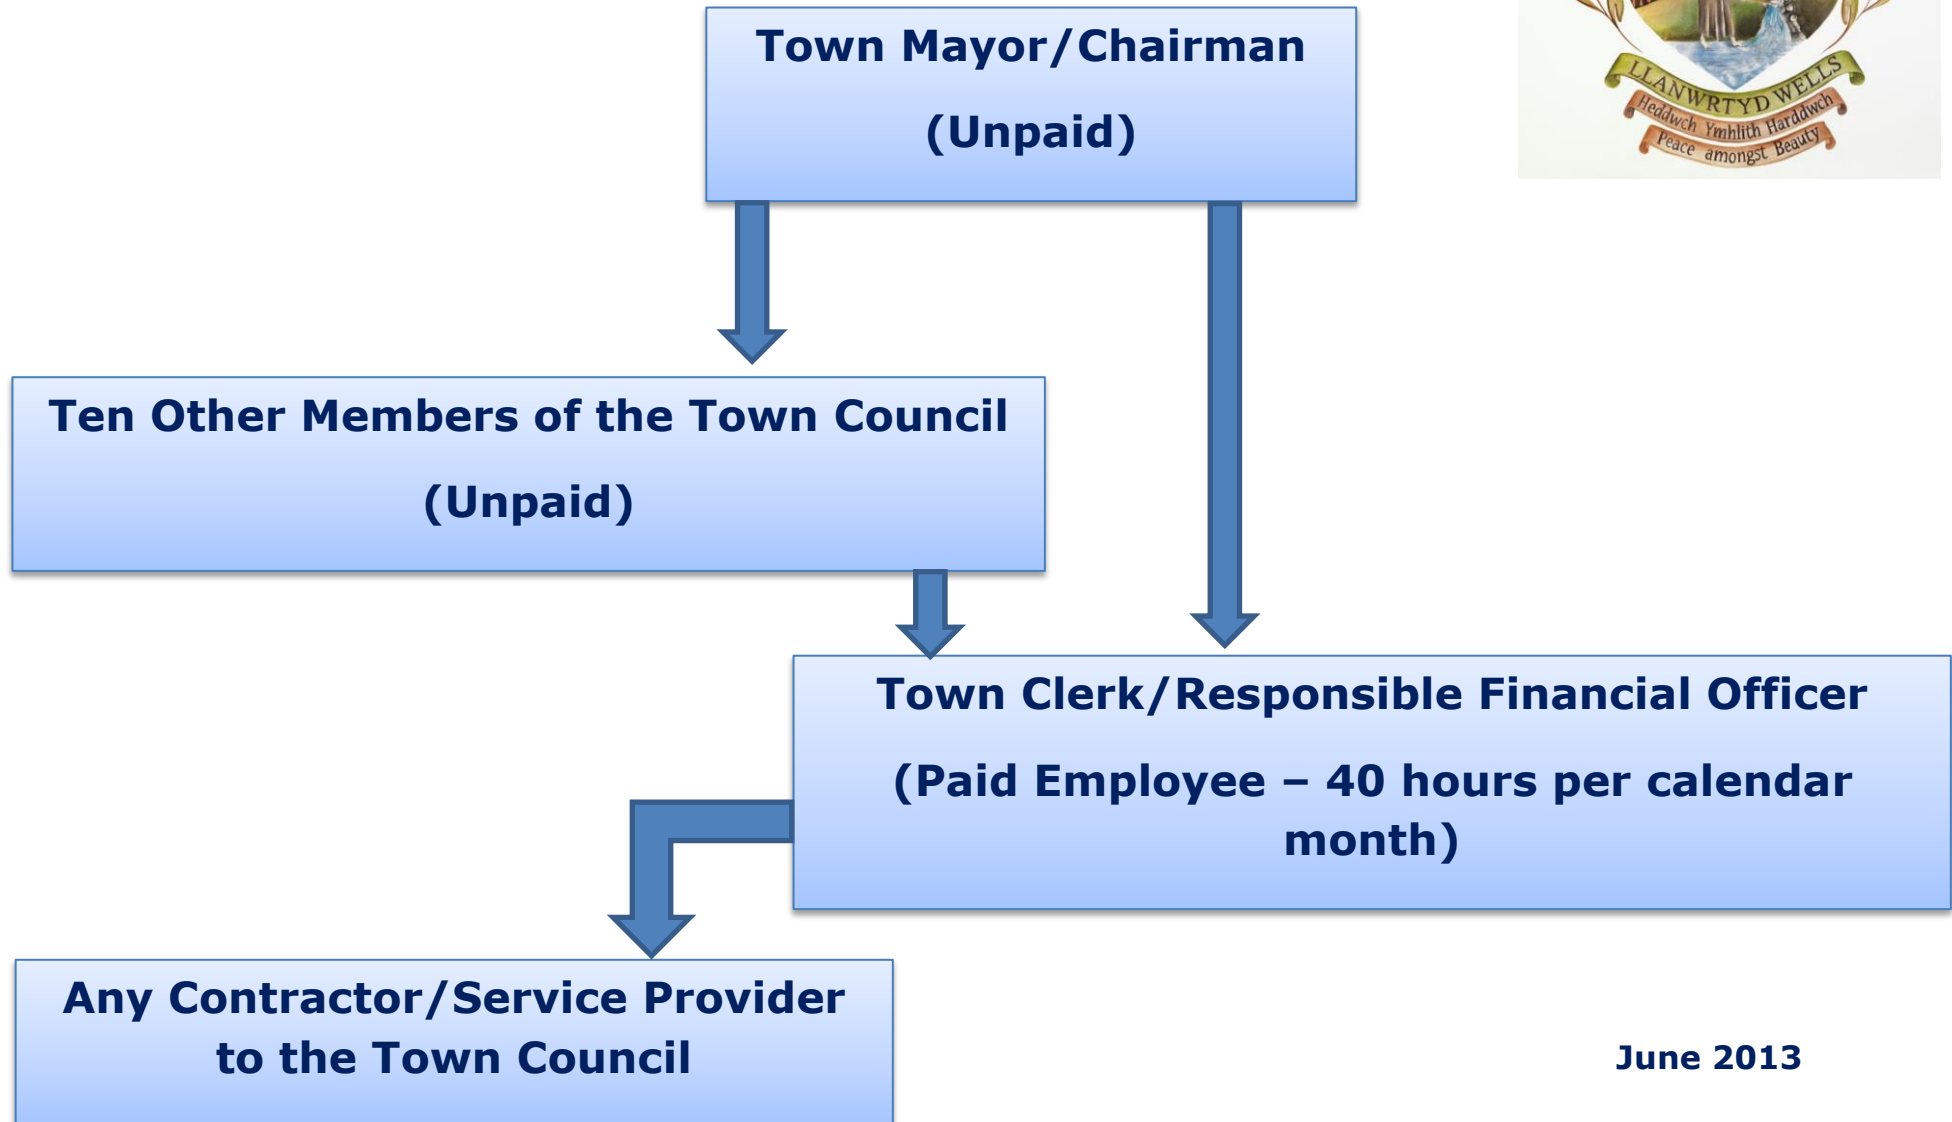 Town Mayor/Chairman
(Unpaid)
LLANWRTYD WELLS
Heddwch Ymhlith Harddwch
Peace amongst Beauty
Ten Other Members of the Town Council
(Unpaid)
Town Clerk/Responsible Financial Officer
(Paid Employee – 40 hours per calendar
month)
Any Contractor/Service Provider
to the Town Council
June 2013